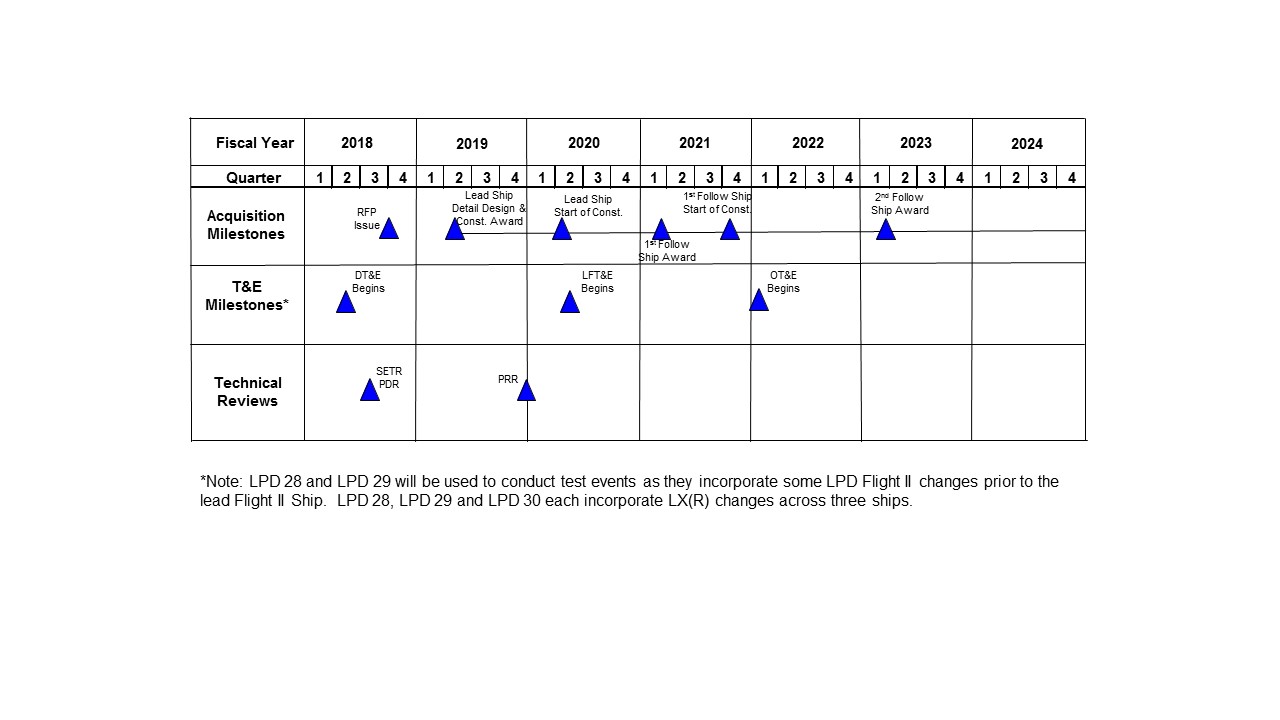 Fiscal Year 2018 2019 2020 2021 2022 2023 2024
Quarter 1 2 3 4 1 2 3 4 1 2 3 4 1 2 3 4 1 2 3 4 1 2 3 4 1 2 3 4
Acquisition
Milestones
RFP
Issue
Lead Ship
Detail Design &
Const. Award
Lead Ship
Start of Const.
1st Follow
Ship Award
1st Follow Ship
Start of Const.
2nd Follow
Ship Award
T&E
Milestones*
DT&E
Begins
LFT&E
Begins
OT&E
Begins
Technical
Reviews
SETR
PDR
PRR
*Note: LPD 28 and LPD 29 will be used to conduct test events as they incorporate some LPD Flight II changes prior to the
lead Flight II Ship. LPD 28, LPD 29 and LPD 30 each incorporate LX(R) changes across three ships.